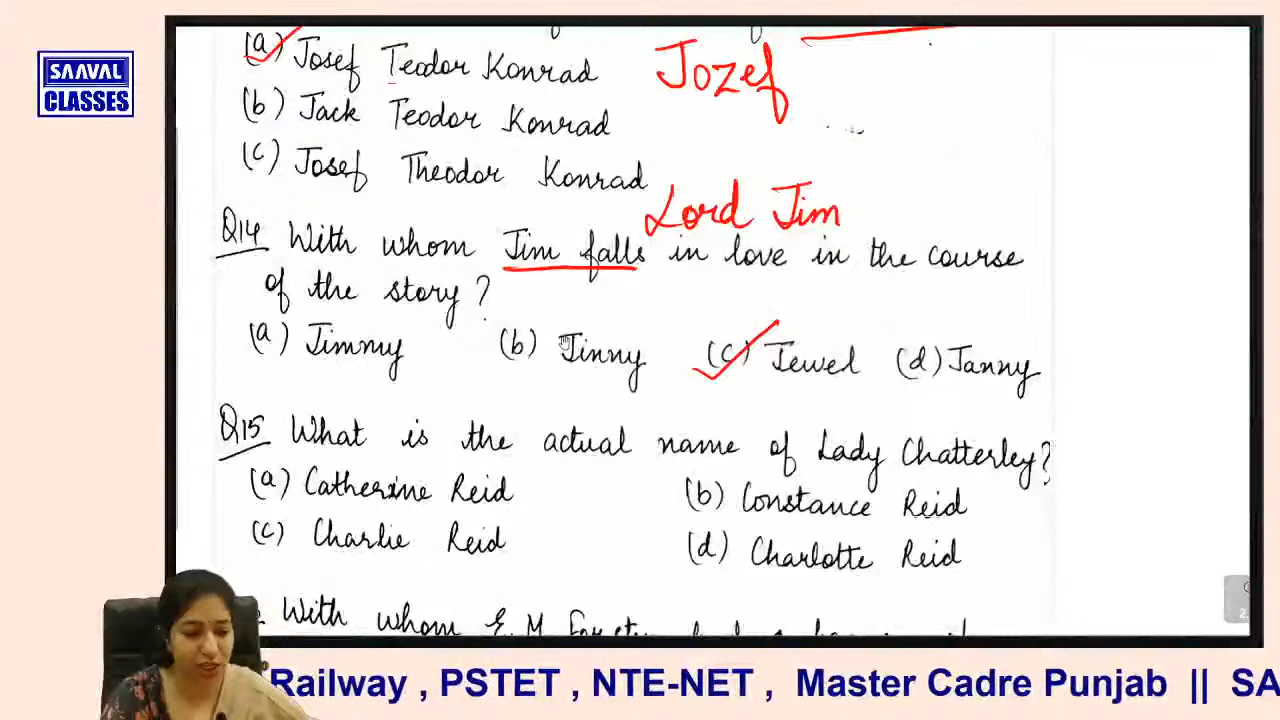 SAAVAL
CLASSES
(a) Josef Teodor Konrad
Jozef
(b) Jack Teodor Konrad
(c) Josef Theodor Konrad
Lord Jim
Q14 With whom Jim falls in love in the course
of the story?
(a) Jimmy (b) Jinny (c) Jewel (d) Janny
Q15 What is the actual name of Lady Chatterley?
(a) Catherine Reid (b) Constance Reid
(c) Charlie Reid (d) Charlotte Reid
With whom E.M
Railway , PSTET , NTE-NET , Master Cadre Punjab || SA